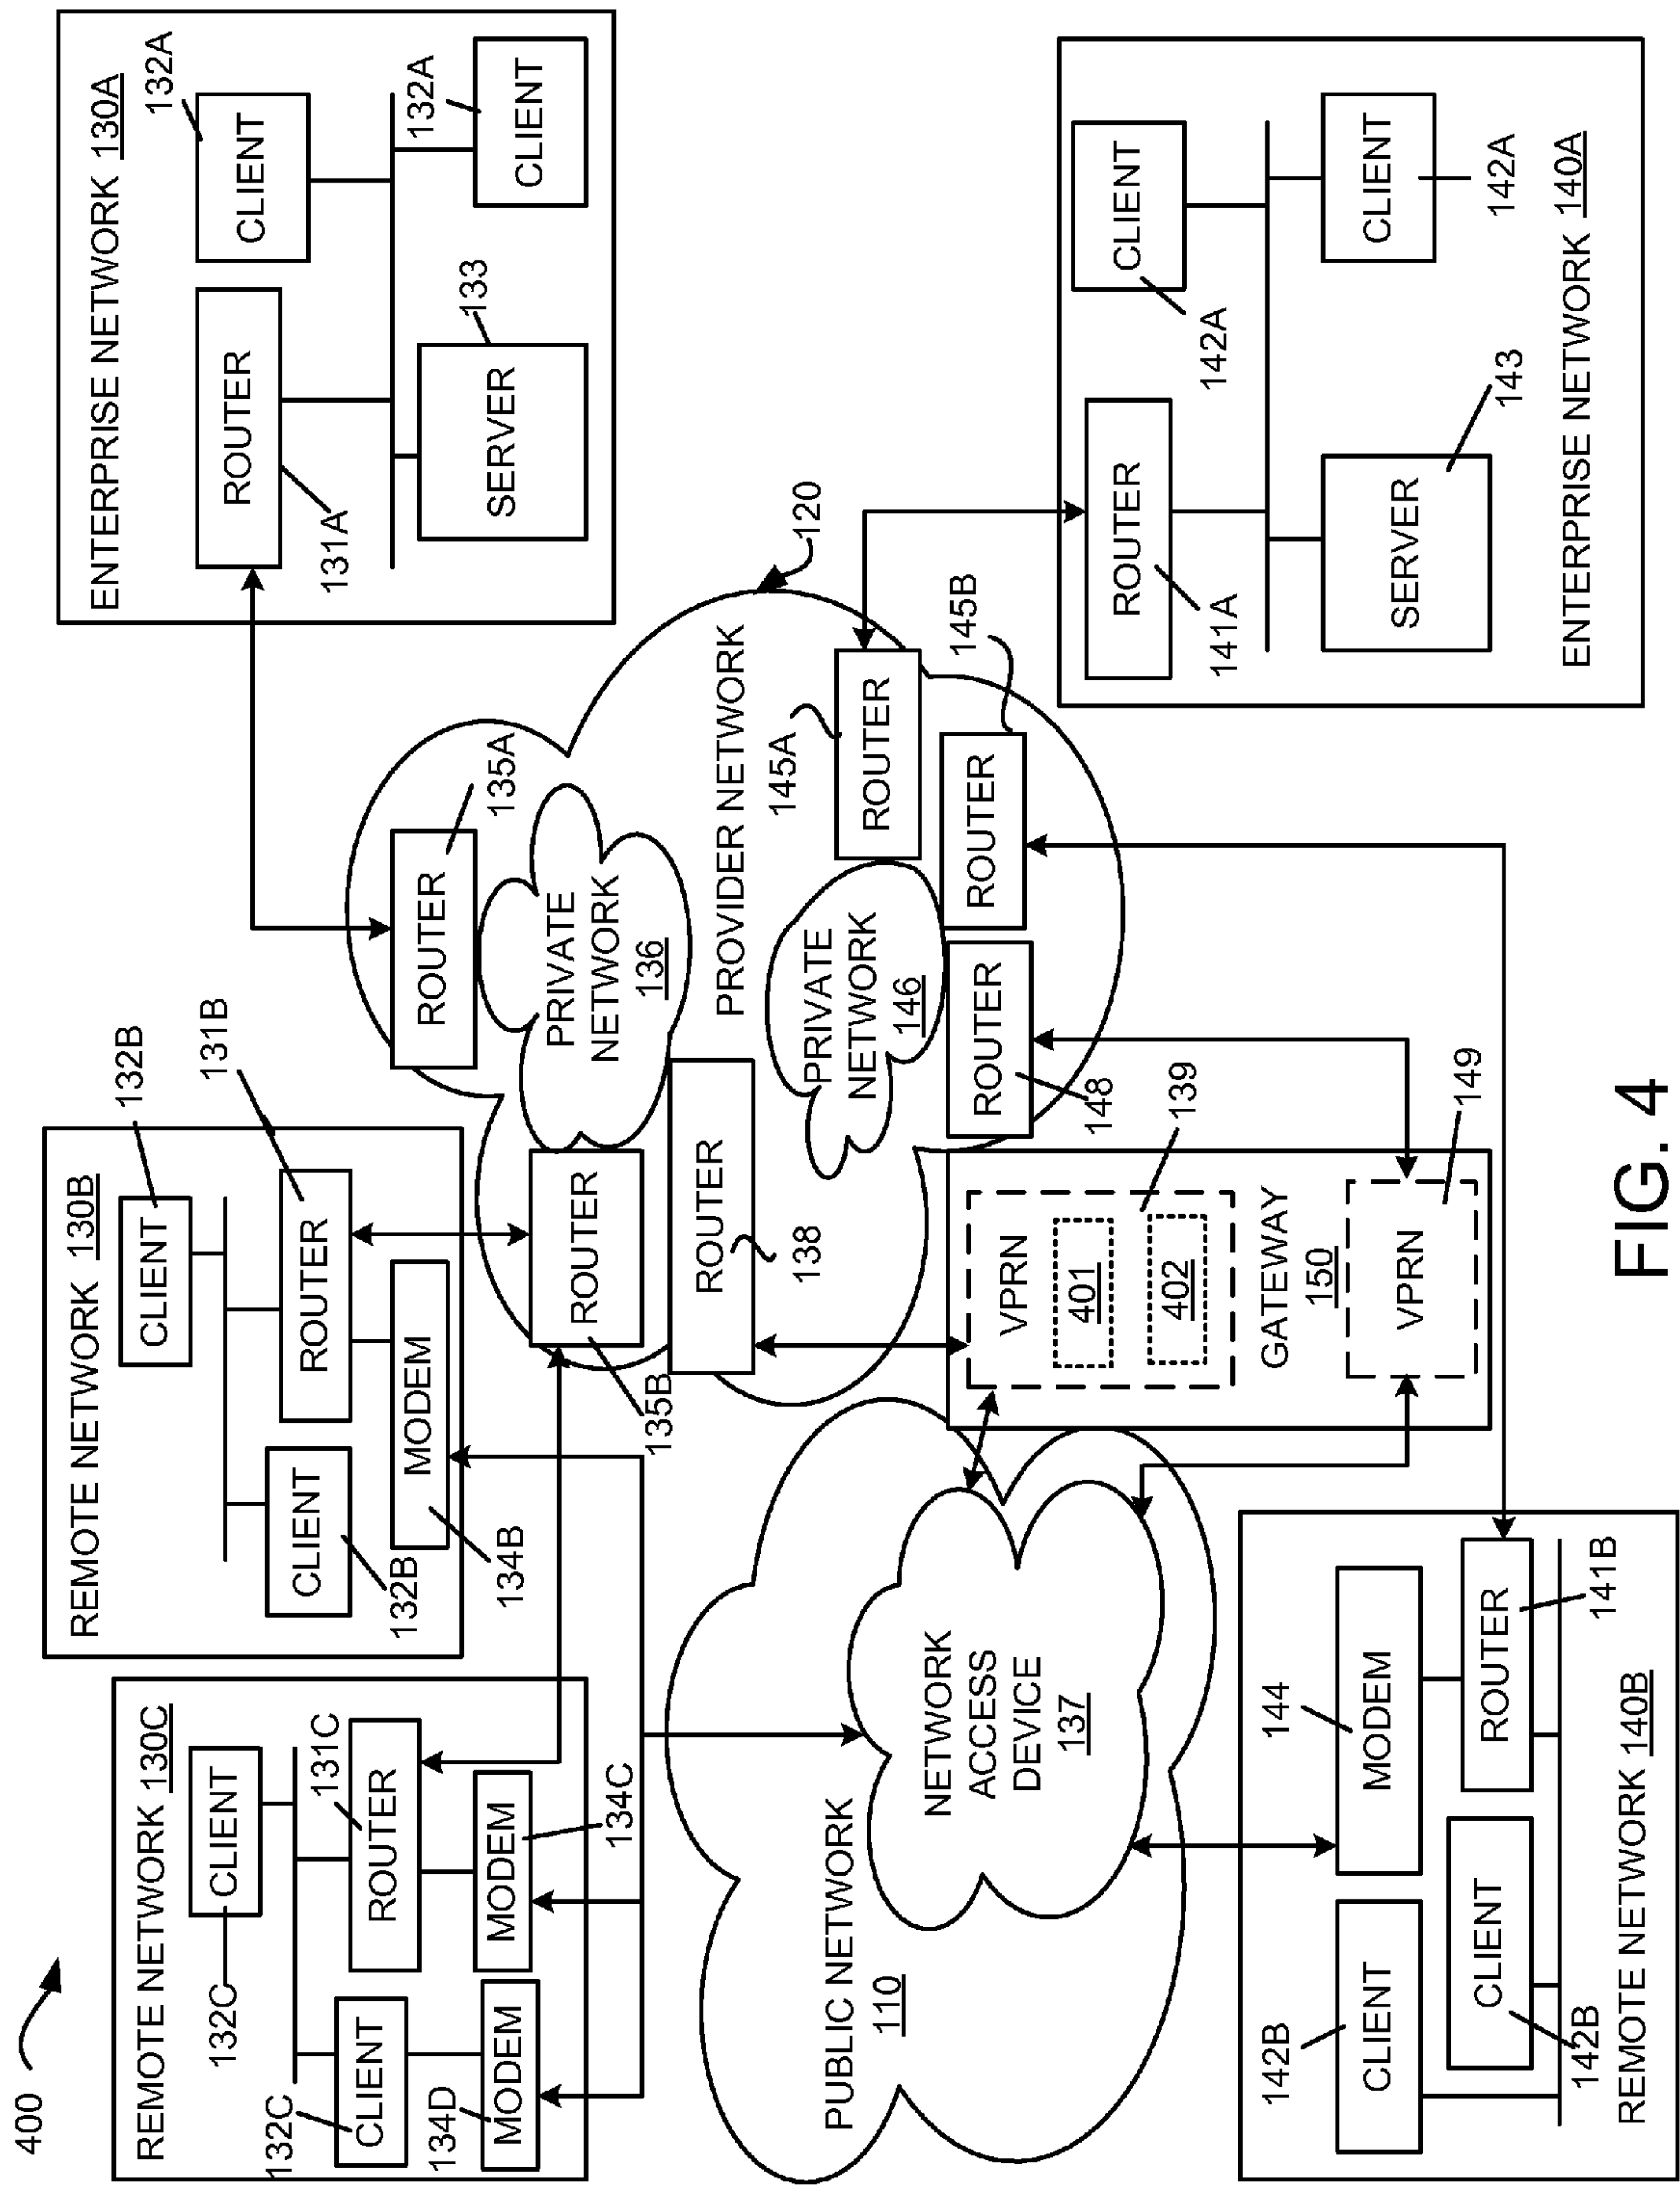 400
REMOTE NETWORK 130C
132C
CLIENT
131C
ROUTER
132C
CLIENT
134D
MODEM
MODEM
134C
REMOTE NETWORK 130B
CLIENT
132B
131B
ROUTER
CLIENT
132B
MODEM
134B
ENTERPRISE NETWORK 130A
ROUTER
131A
CLIENT
132A
SERVER
133
CLIENT
132A
PROVIDER NETWORK
120
ROUTER
135A
PRIVATE
NETWORK
136
ROUTER
135B
ROUTER
138
PRIVATE
NETWORK
146
145A
ROUTER
145B
ROUTER
ROUTER
148
PUBLIC NETWORK
110
NETWORK
ACCESS
DEVICE
137
VPRN
401
402
139
GATEWAY
150
VPRN
149
142B
CLIENT
144
MODEM
CLIENT
142B
ROUTER
141B
REMOTE NETWORK 140B
ROUTER
141A
CLIENT
142A
SERVER
143
CLIENT
142A
ENTERPRISE NETWORK 140A
FIG. 4